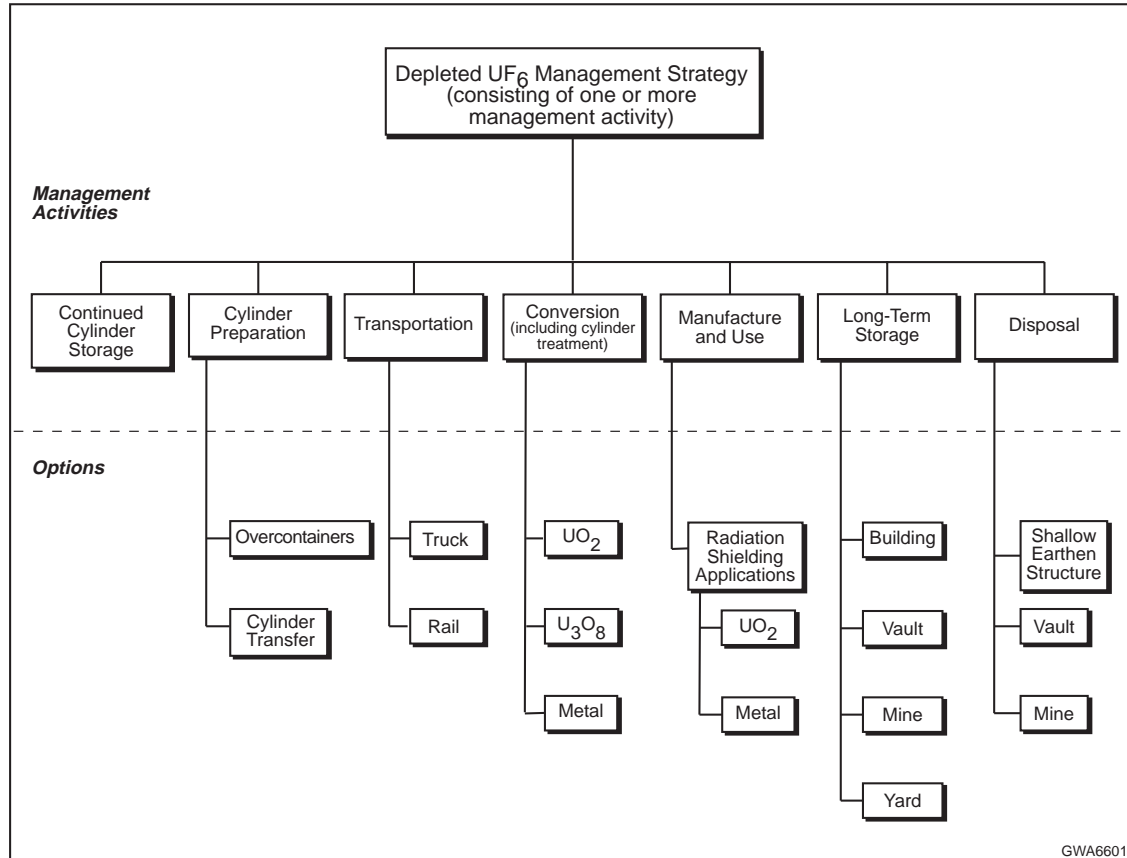 Depleted UF6 Management Strategy
(consisting of one or more
management activity)
Management
Activities
Continued
Cylinder
Storage
Cylinder
Preparation
Transportation
Conversion
(including cylinder
treatment)
Manufacture
and Use
Long-Term
Storage
Disposal
Options
Overcontainers
Cylinder
Transfer
Truck
Rail
UO2
U3O8
Metal
Radiation
Shielding
Applications
UO2
Metal
Building
Vault
Mine
Yard
Shallow
Earthen
Structure
Vault
Mine
GWA6601